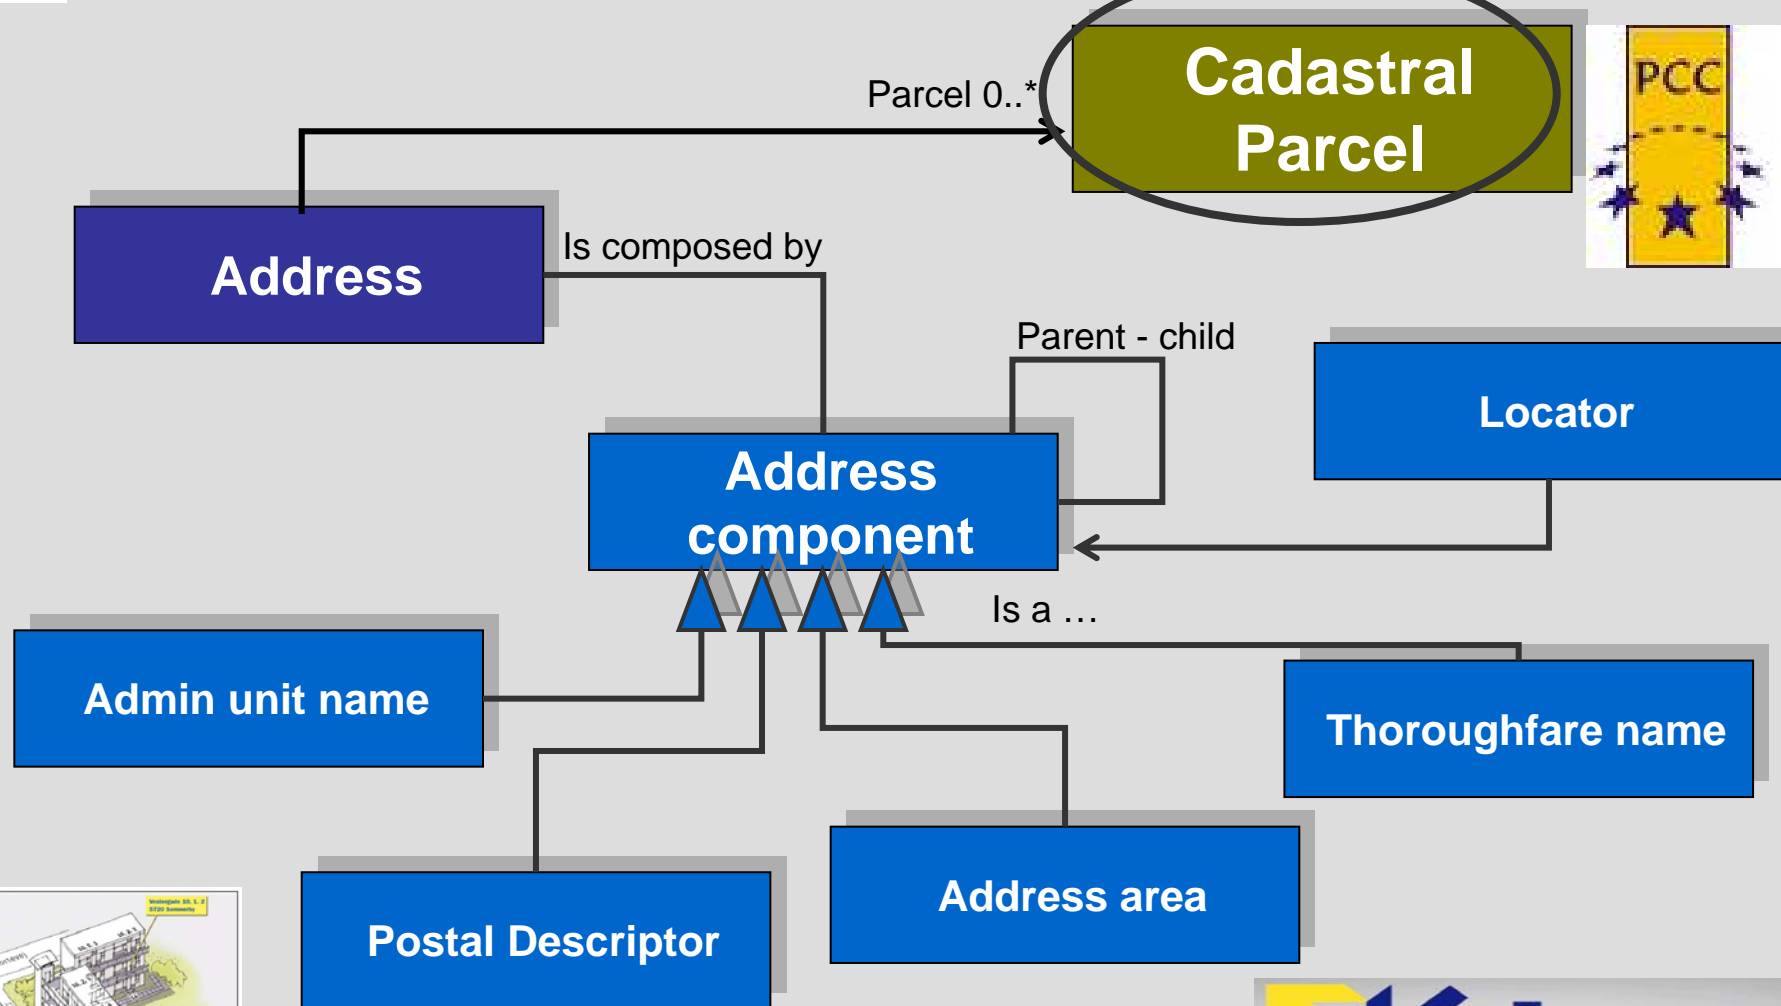 Cadastral
Parcel
PCC
Parcel 0..*
Address
Is composed by
Parent - child
Locator
Address
component
Is a …
Admin unit name
Thoroughfare name
Address area
Postal Descriptor